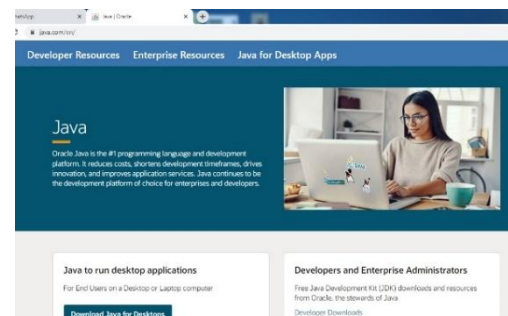 Java | Oracle
java.com/en/
Developer Resources Enterprise Resources Java for Desktop Apps
Java
Oracle Java is the #1 programming language and development
platform. It reduces costs, shortens development timeframes, drives
innovation, and improves application services. Java continues to be
the development platform of choice for enterprises and developers.
Java to run desktop applications
For End Users on a Desktop or Laptop computer
Download Java for Desktops
Developers and Enterprise Administrators
Free Java Development Kit (JDK) downloads and resources
from Oracle, the stewards of Java
Developer Downloads